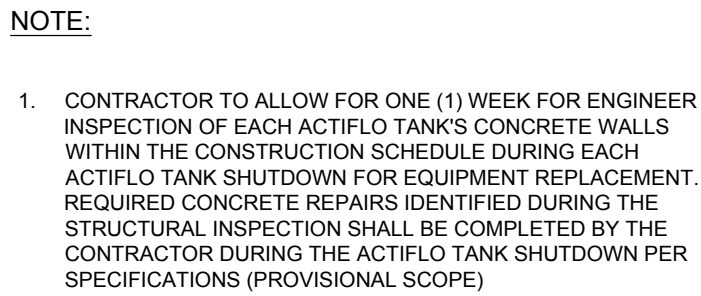 NOTE:
1. CONTRACTOR TO ALLOW FOR ONE (1) WEEK FOR ENGINEER
INSPECTION OF EACH ACTIFLO TANK'S CONCRETE WALLS
WITHIN THE CONSTRUCTION SCHEDULE DURING EACH
ACTIFLO TANK SHUTDOWN FOR EQUIPMENT REPLACEMENT.
REQUIRED CONCRETE REPAIRS IDENTIFIED DURING THE
STRUCTURAL INSPECTION SHALL BE COMPLETED BY THE
CONTRACTOR DURING THE ACTIFLO TANK SHUTDOWN PER
SPECIFICATIONS (PROVISIONAL SCOPE)